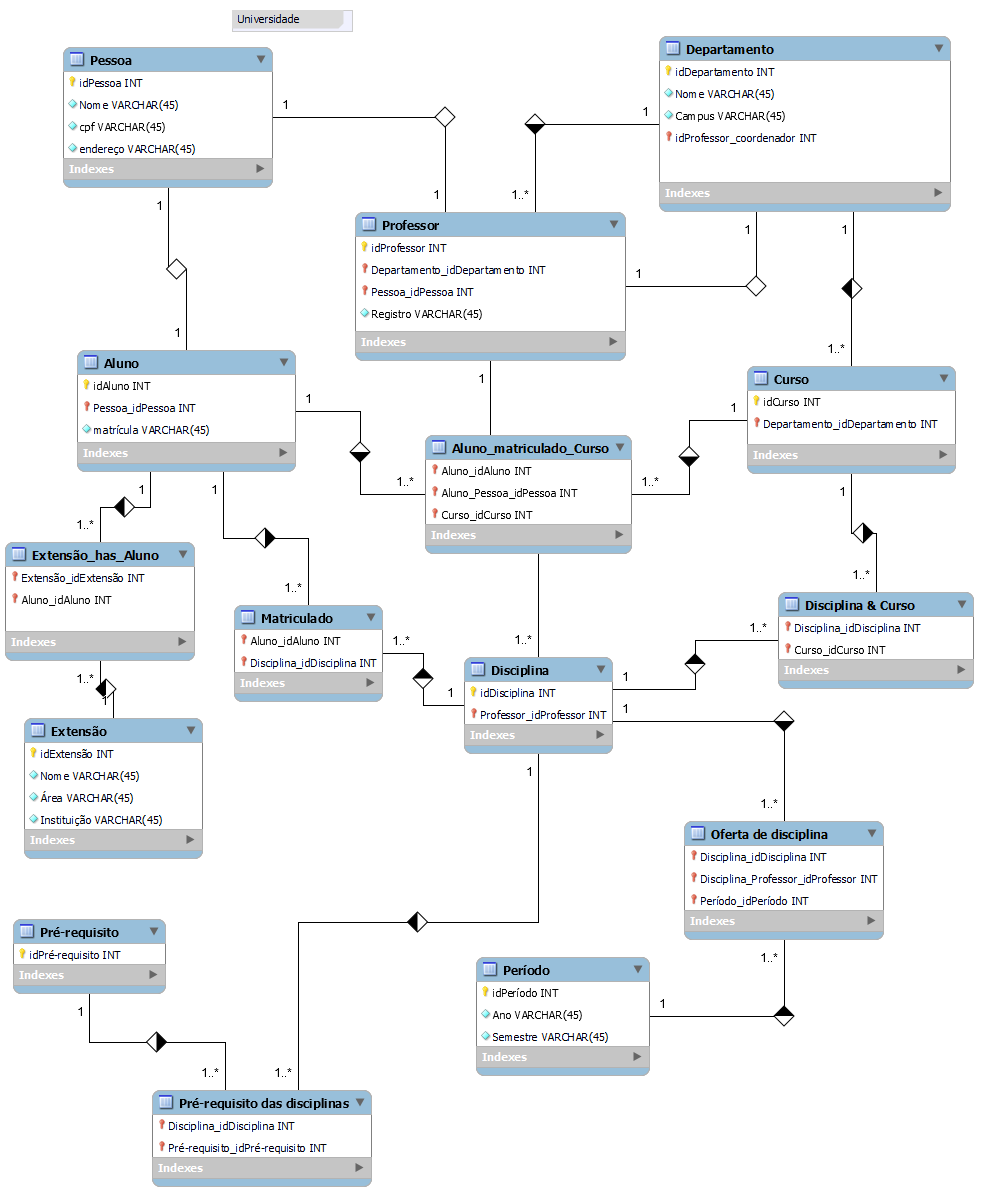 Universidade
Pessoa
idPessoa INT
Nome VARCHAR(45)
cpf VARCHAR(45)
endereço VARCHAR(45)
Indexes
Departamento
idDepartamento INT
Nome VARCHAR(45)
Campus VARCHAR(45)
idProfessor_coordenador INT
Indexes
1
1
1
1..*
Professor
idProfessor INT
Departamento_idDepartamento INT
Pessoa_idPessoa INT
Registro VARCHAR(45)
Indexes
1
1
1
1
1
1..*
Aluno
idAluno INT
Pessoa_idPessoa INT
matrícula VARCHAR(45)
Indexes
1
Curso
idCurso INT
Departamento_idDepartamento INT
Indexes
1
1..*
1
1..*
Aluno_matriculado_Curso
Aluno_idAluno INT
Aluno_Pessoa_idPessoa INT
Curso_idCurso INT
Indexes
1
1..*
1
1..*
1
1..*
Extensão_has_Aluno
Extensão_idExtensão INT
Aluno_idAluno INT
Indexes
Matriculado
Aluno_idAluno INT
Disciplina_idDisciplina INT
Indexes
Disciplina & Curso
Disciplina_idDisciplina INT
Curso_idCurso INT
Indexes
1..*
1
1..*
1
1..*
Disciplina
idDisciplina INT
Professor_idProfessor INT
Indexes
1..*
1
Extensão
idExtensão INT
Nome VARCHAR(45)
Área VARCHAR(45)
Instituição VARCHAR(45)
Indexes
1
1
1..*
Oferta de disciplina
Disciplina_idDisciplina INT
Disciplina_Professor_idProfessor INT
Período_idPeríodo INT
Indexes
1..*
Pré-requisito
idPré-requisito INT
Indexes
Período
idPeríodo INT
Ano VARCHAR(45)
Semestre VARCHAR(45)
Indexes
1
1
1..*
1..*
Pré-requisito das disciplinas
Disciplina_idDisciplina INT
Pré-requisito_idPré-requisito INT
Indexes